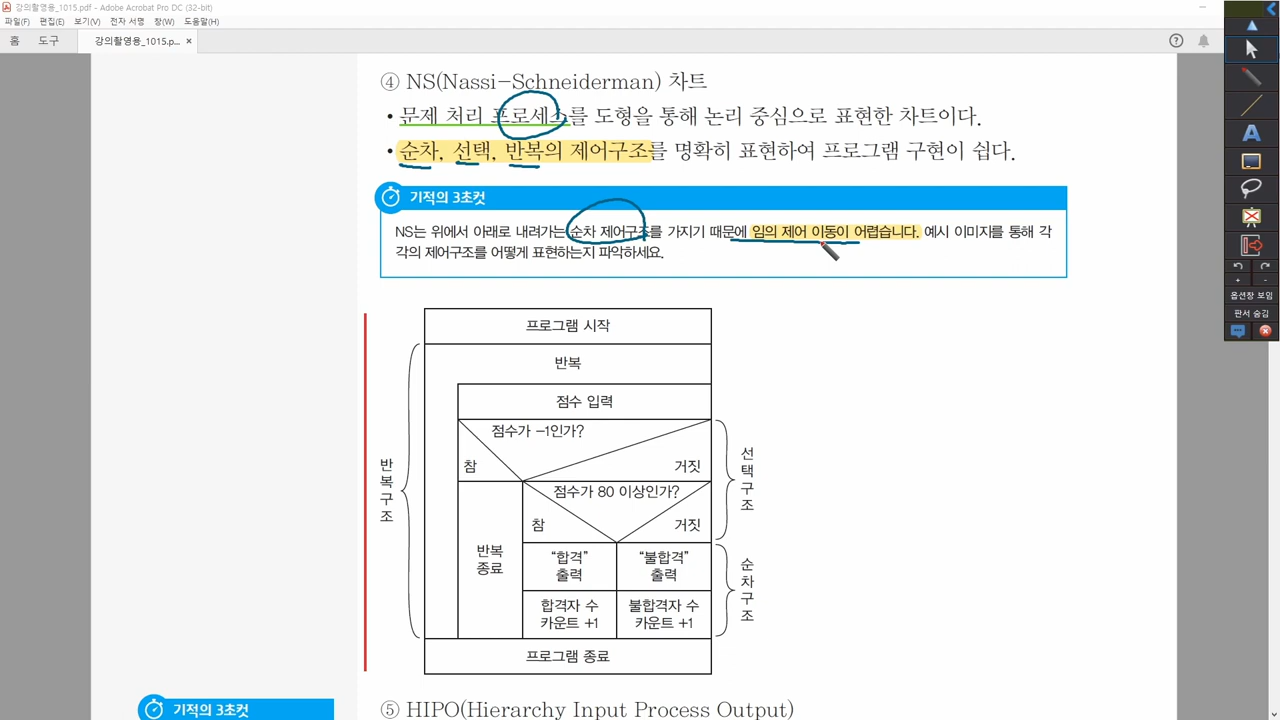 강의촬영용_1015.pdf - Adobe Acrobat Pro DC (32-bit)
파일(F) 편집(E) 보기(V) 전자 서명 창(W) 도움말(H)
홈 도구 강의촬영용_1015.p... ×
④ NS(Nassi-Schneiderman) 차트
• 문제 처리 프로세스를 도형을 통해 논리 중심으로 표현한 차트이다.
• 순차, 선택, 반복의 제어구조를 명확히 표현하여 프로그램 구현이 쉽다.
기적의 3초컷
NS는 위에서 아래로 내려가는 순차 제어구조를 가지기 때문에 임의 제어 이동이 어렵습니다. 예시 이미지를 통해 각
각의 제어구조를 어떻게 표현하는지 파악하세요.
프로그램 시작
반복
점수 입력
점수가 -1인가?
참
거짓
점수가 80 이상인가?
참
거짓
반복
종료
"합격"
출력
"불합격"
출력
합격자 수
카운트 +1
불합격자 수
카운트 +1
프로그램 종료
반복구조
선택구조
순차구조
기적의 3초컷
⑤ HIPO(Hierarchy Input Process Output)
A
+ -
옵션장 보임
판서 숨김